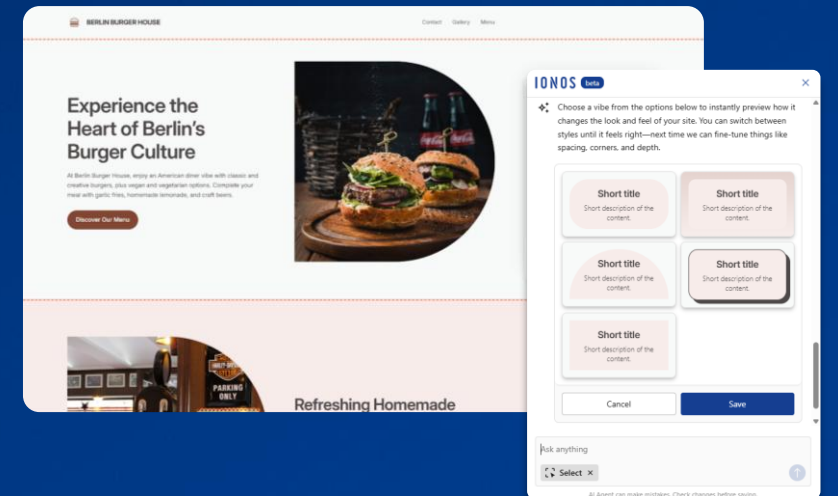 BERLIN BURGER HOUSE
Contact Gallery Menu
Experience the
Heart of Berlin's
Burger Culture
At Berlin Burger House, enjoy an American diner vibe with classic and
creative burgers, plus vegan and vegetarian options. Complete your
meal with garlic fries, homemade lemonade, and craft beers.
Discover Our Menu
PARKING
ONLY
Refreshing Homemade
IONOS beta
Choose a vibe from the options below to instantly preview how it
changes the look and feel of your site. You can switch between
styles until it feels right—next time we can fine-tune things like
spacing, corners, and depth.
Short title
Short description of the
content.
Short title
Short description of the
content.
Short title
Short description of the
content.
Short title
Short description of the
content.
Short title
Short description of the
content.
Cancel
Save
Ask anything
Select ×
AI Agent can make mistakes. Check changes before saving.